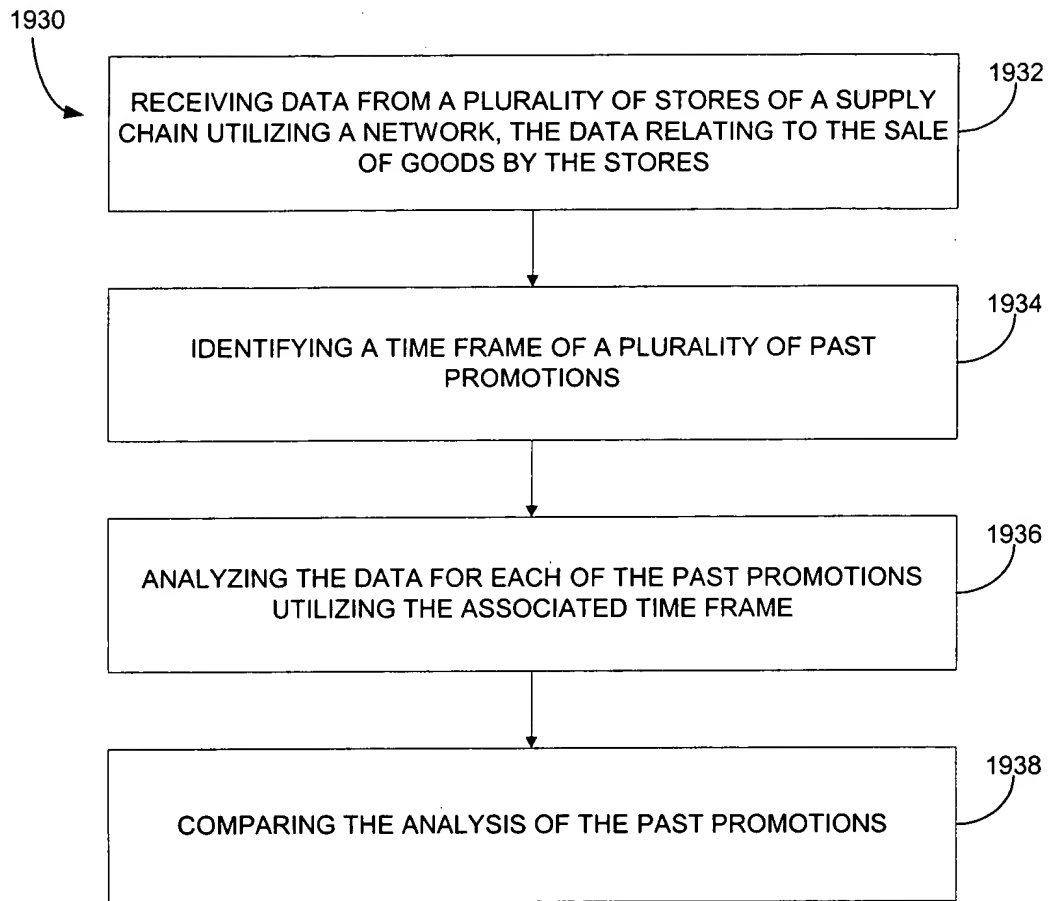 1930
1932
RECEIVING DATA FROM A PLURALITY OF STORES OF A SUPPLY
CHAIN UTILIZING A NETWORK, THE DATA RELATING TO THE SALE
OF GOODS BY THE STORES
1934
IDENTIFYING A TIME FRAME OF A PLURALITY OF PAST
PROMOTIONS
1936
ANALYZING THE DATA FOR EACH OF THE PAST PROMOTIONS
UTILIZING THE ASSOCIATED TIME FRAME
1938
COMPARING THE ANALYSIS OF THE PAST PROMOTIONS